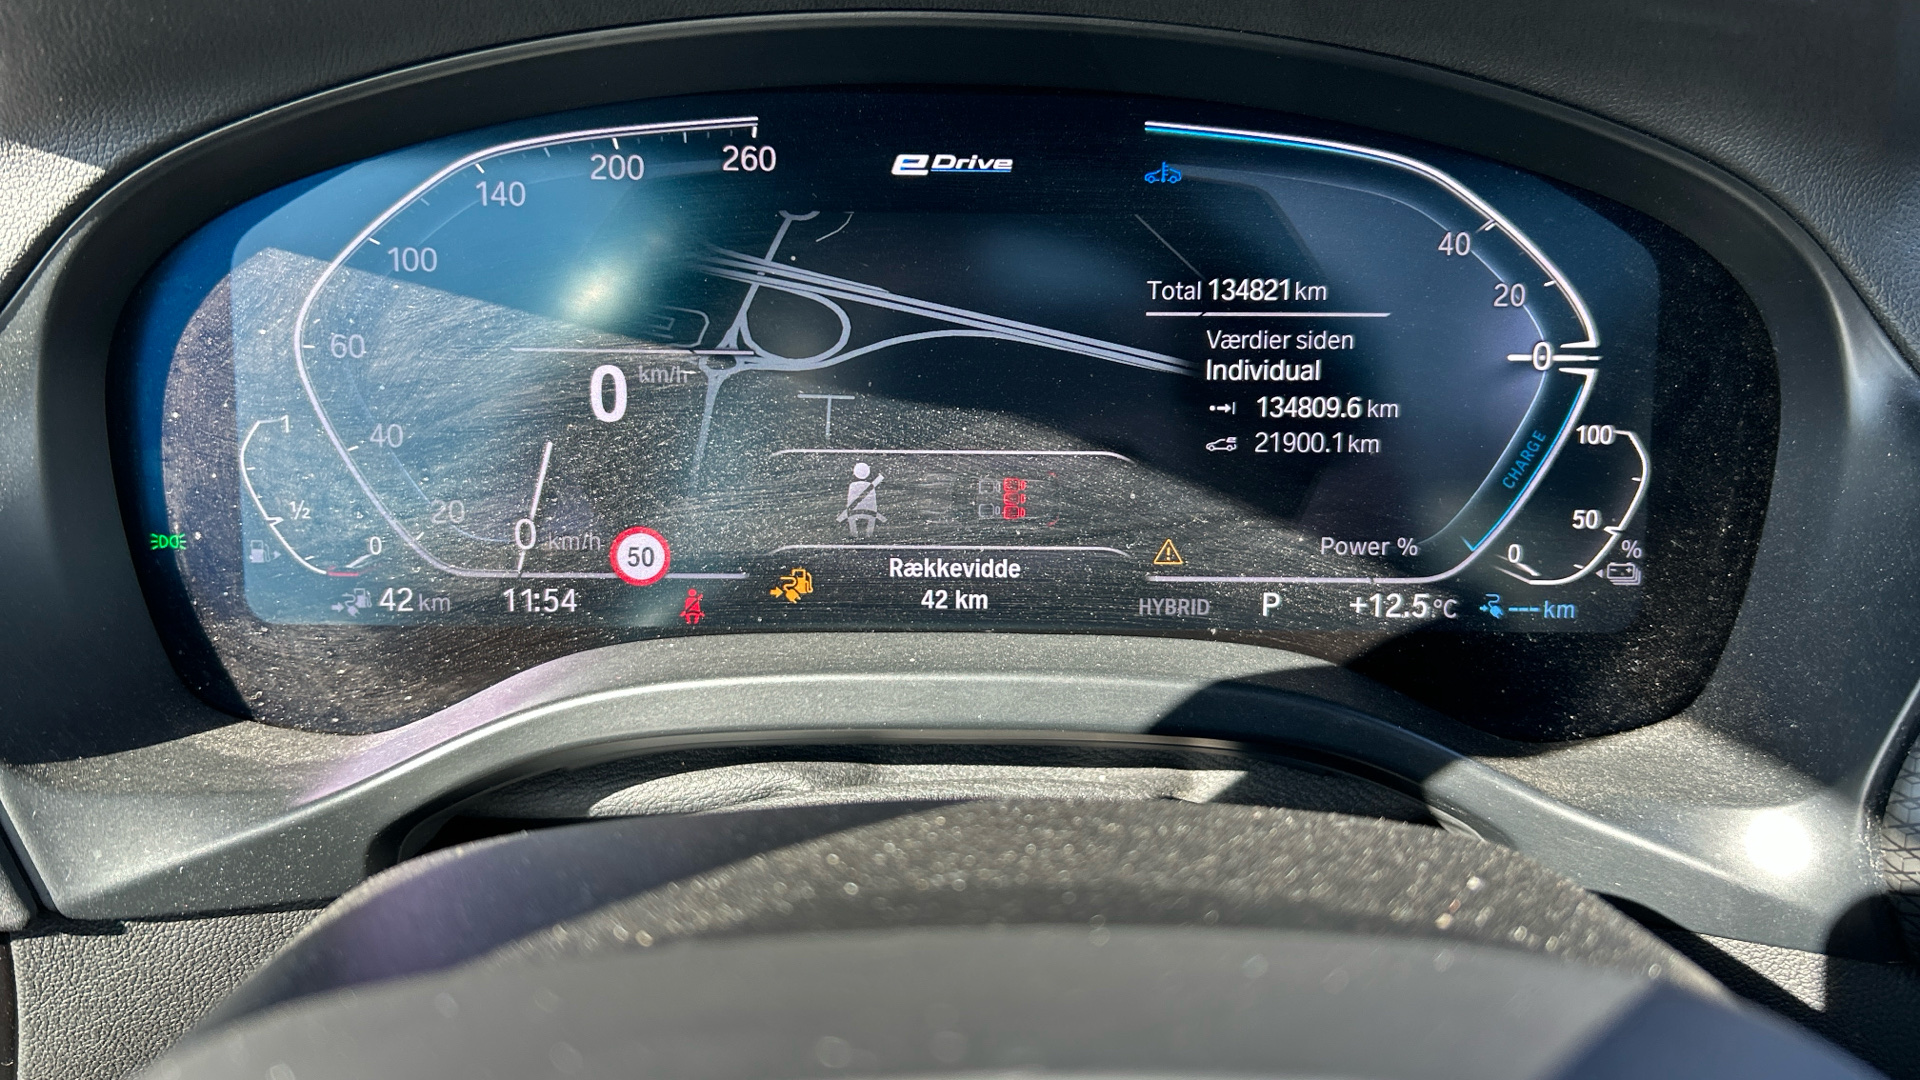 260
200
140
100
60
40
20
0
km/h
eDrive
0 km/h
1
½
0
50
42 km
11:54
Total 134821 km
Værdier siden
Individual
134809.6 km
21900.1 km
Rækkevidde
42 km
40
20
0
CHARGE
Power %
100
50
0
%
HYBRID
P
+12.5 °C
--- km